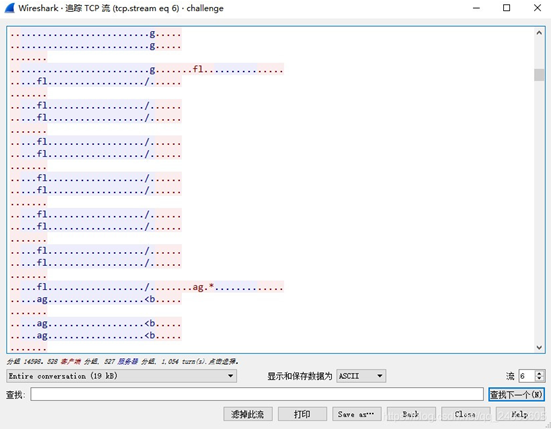 Wireshark · 追踪 TCP 流 (tcp.stream eq 6) · challenge
..........................g.....
..........................g.....
.......
..........................g.......fl...............
.....fl................../......
.......
.....fl................../......
.....fl................../......
.......
.....fl................../......
.....fl................../......
.......
.....fl................../......
.....fl................../......
.......
.....fl................../......
.....fl................../......
.......
.....fl................../......
.....fl................../......
.......
.....fl................../........ag.*.............
.....ag..................<b.....
.......
.....ag..................<b.....
.....ag..................<b.....
.......
分组 14898. 528 客户端 分组, 527 服务器 分组, 1,054 turn(s).点击选择。
Entire conversation (19 kB)
显示和保存数据为 ASCII
流 6
查找:
查找下一个(N)
滤掉此流 打印 Save as… Back Close Help